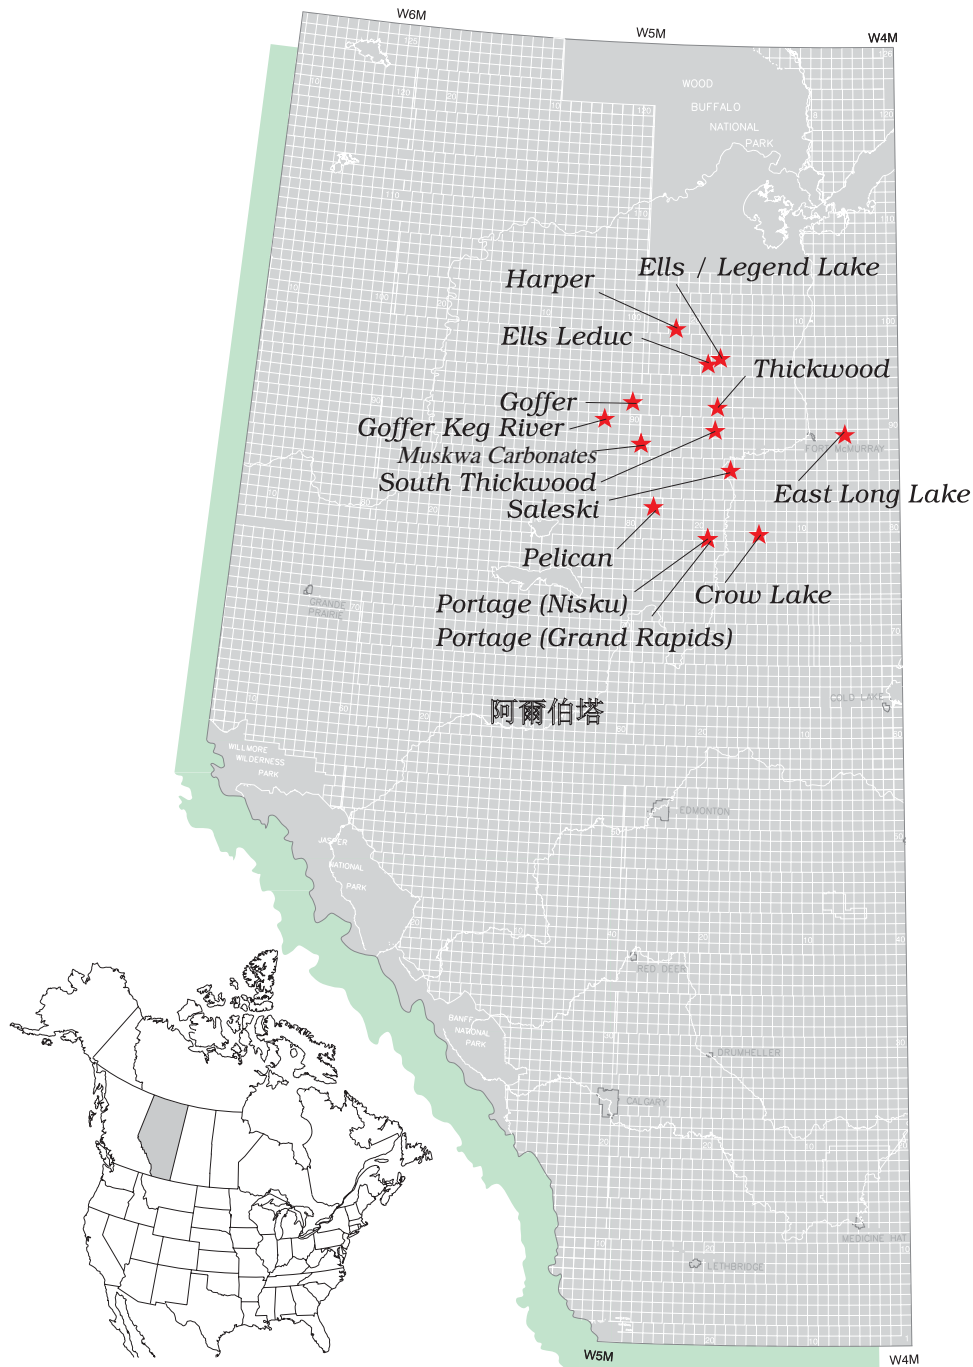 W6M
W5M
W4M
WOOD
BUFFALO
NATIONAL
PARK
Ells / Legend Lake
Harper
Ells Leduc
Thickwood
Goffer
Goffer Keg River
Muskwa Carbonates
FORT McMURRAY
South Thickwood
East Long Lake
Saleski
Pelican
Crow Lake
Portage (Nisku)
GRANDE
PRAIRIE
Portage (Grand Rapids)
COLD LAKE
阿爾伯塔
WILLMORE
WILDERNESS
PARK
EDMONTON
JASPER
NATIONAL
PARK
RED DEER
BANFF
NATIONAL
PARK
DRUMHELLER
CALGARY
MEDICINE HAT
LETHBRIDGE
W5M
W4M